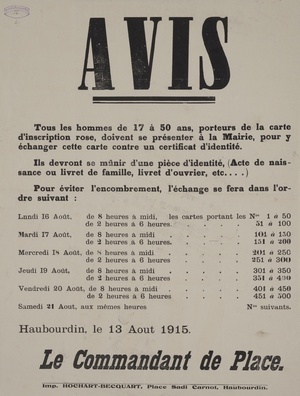 AVIS
Tous les hommes de 17 à 50 ans, porteurs de la carte
d'inscription rose, doivent se présenter à la Mairie, pour y
échanger cette carte contre un certificat d'identité.
Ils devront se munir d'une pièce d'identité, (Acte de nais-
sance ou livret de famille, livret d'ouvrier, etc....)
Pour éviter l'encombrement, l'échange se fera dans l'or-
dre suivant :
Lundi 16 Août, de 8 heures à midi, les cartes portant les Nos 1 à 50
de 2 heures à 6 heures. . . . . . 51 à 100
Mardi 17 Août, de 8 heures à midi . . . . . . 101 à 150
de 2 heures à 6 heures . . . . . 151 à 200
Mercredi 18 Août, de 8 heures à midi . . . . . . 201 à 250
de 2 heures à 6 heures . . . . . 251 à 300
Jeudi 19 Août, de 8 heures à midi . . . . . . 301 à 350
de 2 heures à 6 heures . . . . . 351 à 400
Vendredi 20 Août, de 8 heures à midi . . . . . . 401 à 450
de 2 heures à 6 heures . . . . . 451 à 500
Samedi 21 Août, aux mêmes heures Nos suivants.
Haubourdin, le 13 Aout 1915.
Le Commandant de Place.
Imp. HOCHART-BECQUART, Place Sadi Carnot, Haubourdin.